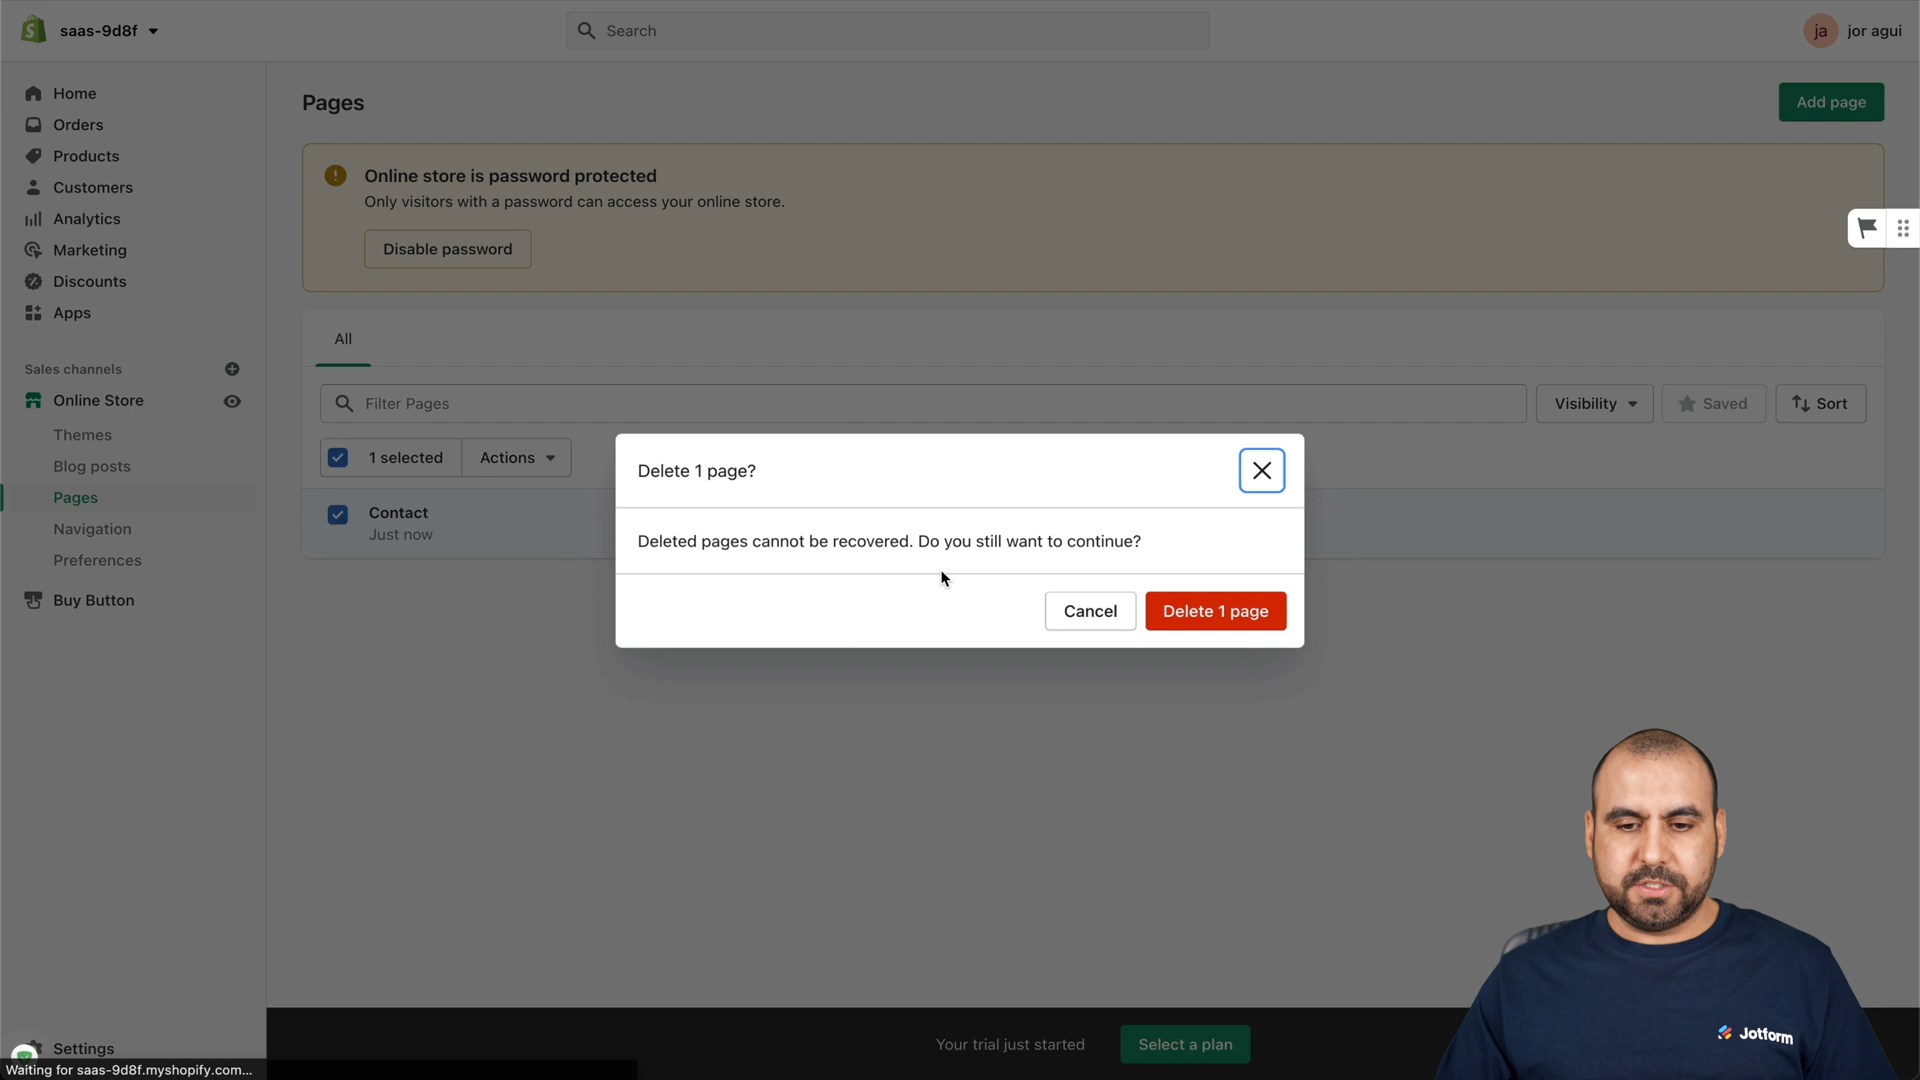 saas-9d8f
Search
ja
jor agui
Home
Orders
Products
Customers
Analytics
Marketing
Discounts
Apps
Sales channels
Online Store
Themes
Blog posts
Pages
Navigation
Preferences
Buy Button
Settings
Waiting for saas-9d8f.myshopify.com...
Pages
Add page
Online store is password protected
Only visitors with a password can access your online store.
Disable password
All
Filter Pages
Visibility
Saved
Sort
1 selected
Actions
Contact
Just now
Delete 1 page?
Deleted pages cannot be recovered. Do you still want to continue?
Cancel
Delete 1 page
Your trial just started
Select a plan
Jotform